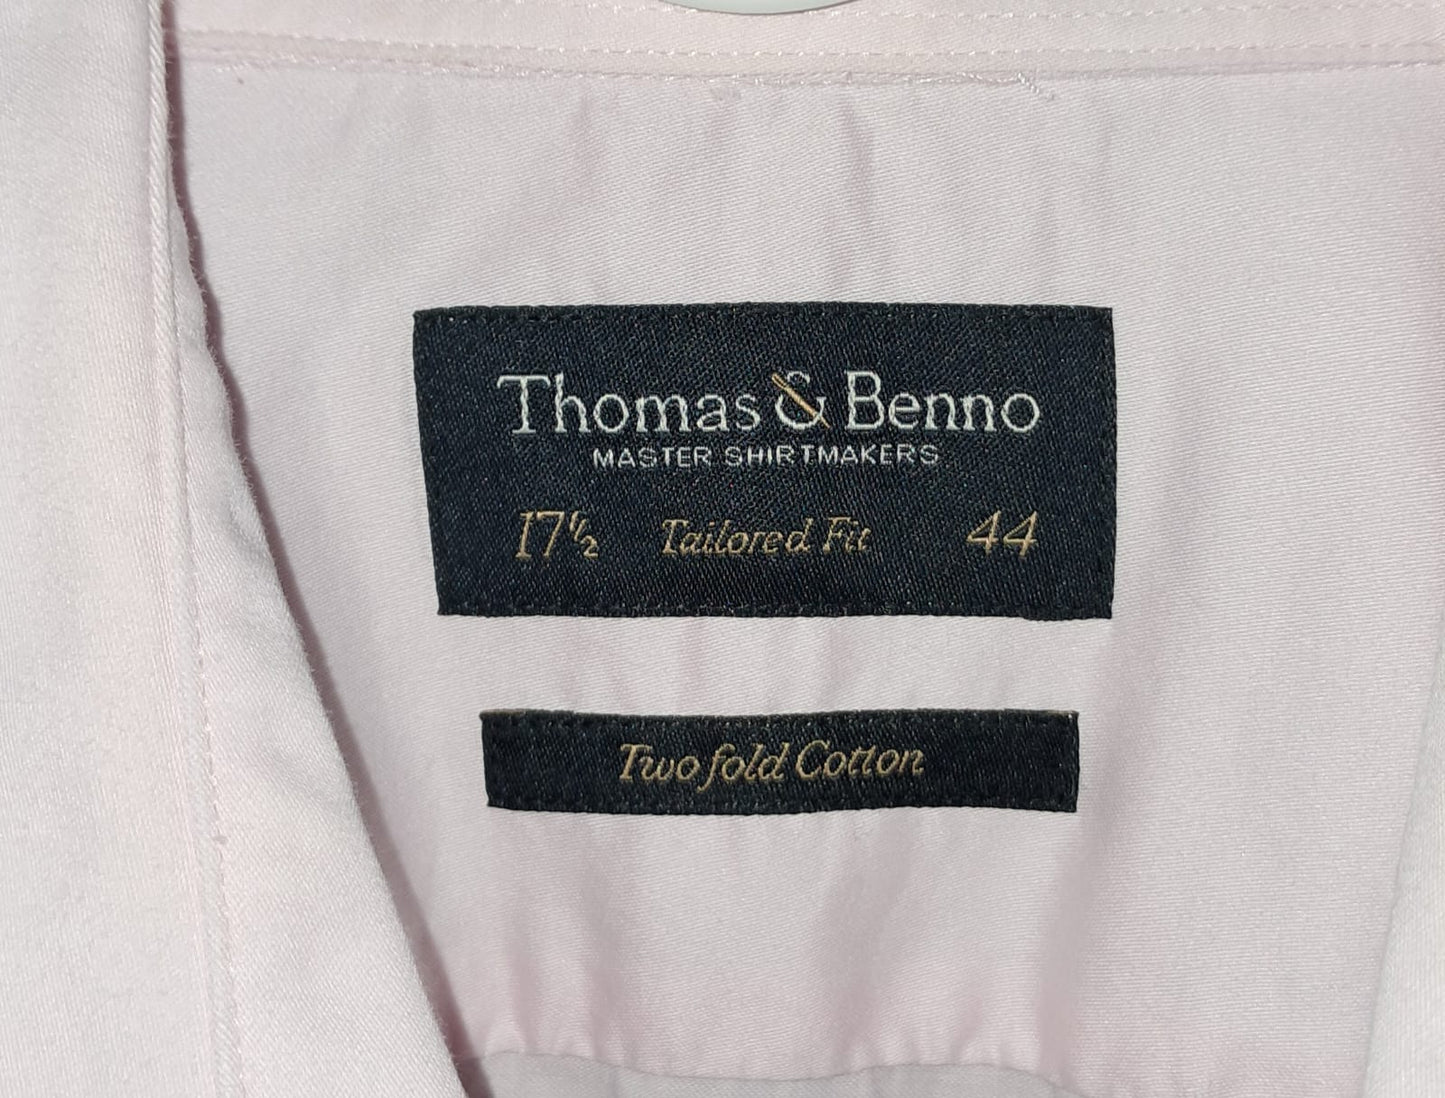 Thomas & Benno
MASTER SHIRTMAKERS
17½ Tailored Fit 44
Two fold Cotton